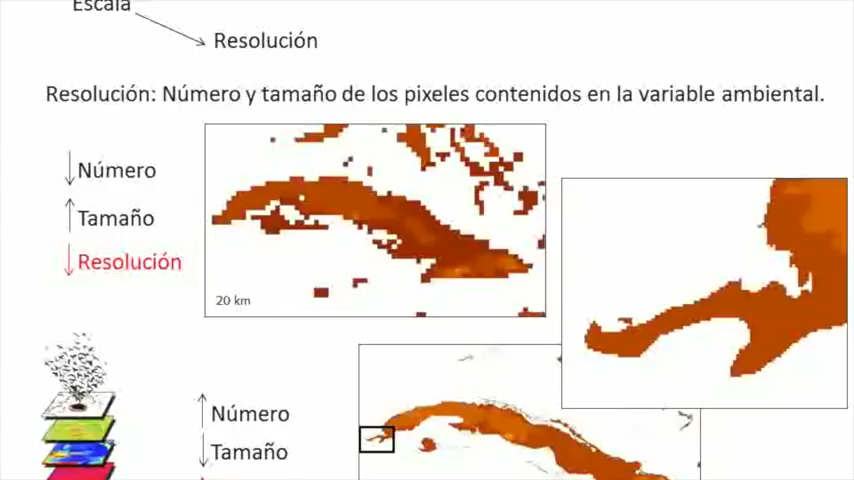 Escala
Resolución
Resolución: Número y tamaño de los pixeles contenidos en la variable ambiental.
Número
Tamaño
Resolución
20 km
Número
Tamaño